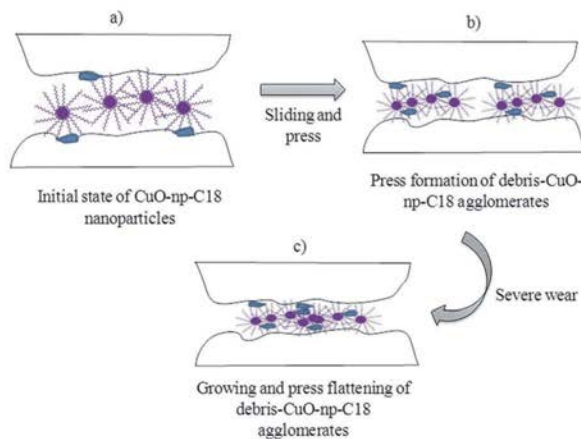 a)
Initial state of CuO-np-C18
nanoparticles
Sliding and
press
b)
Press formation of debris-CuO-
np-C18 agglomerates
Severe wear
c)
Growing and press flattening of
debris-CuO-np-C18
agglomerates